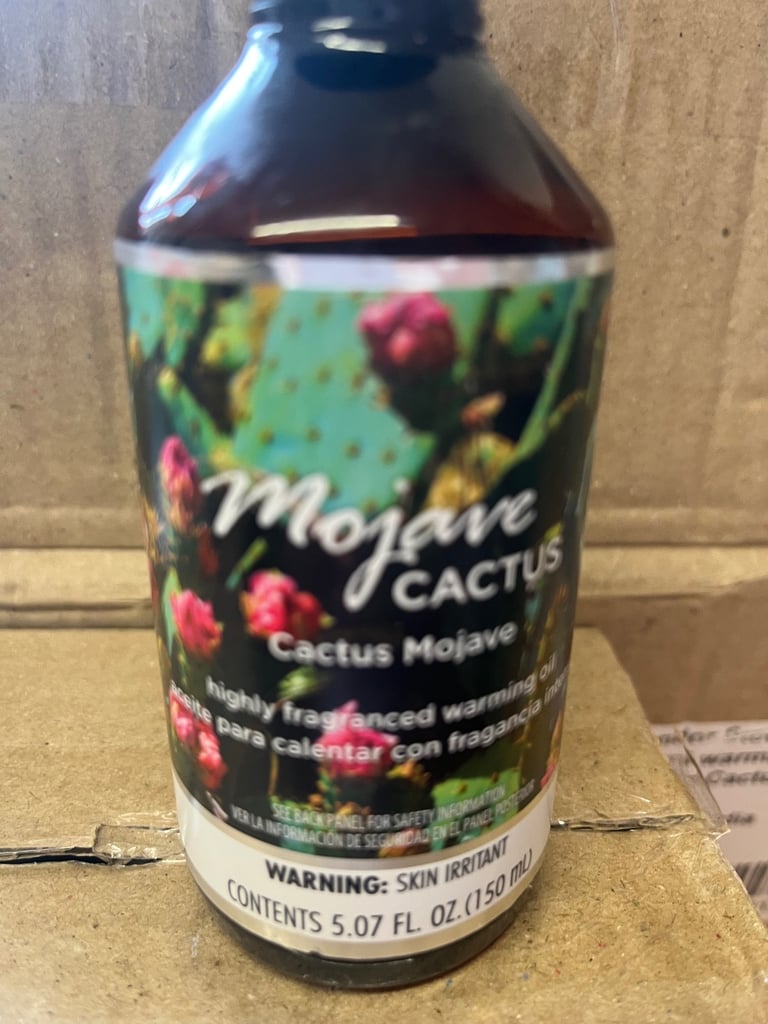 Mojave
CACTUS
Cactus Mojave
highly fragranced warming oil
aceite para calentar con fragancia
SEE BACK PANEL FOR SAFETY INFORMATION
VER LA INFORMACIÓN DE SEGURIDAD EN EL PANEL POSTERIOR
WARNING: SKIN IRRITANT
CONTENTS 5.07 FL. OZ. (150 mL)